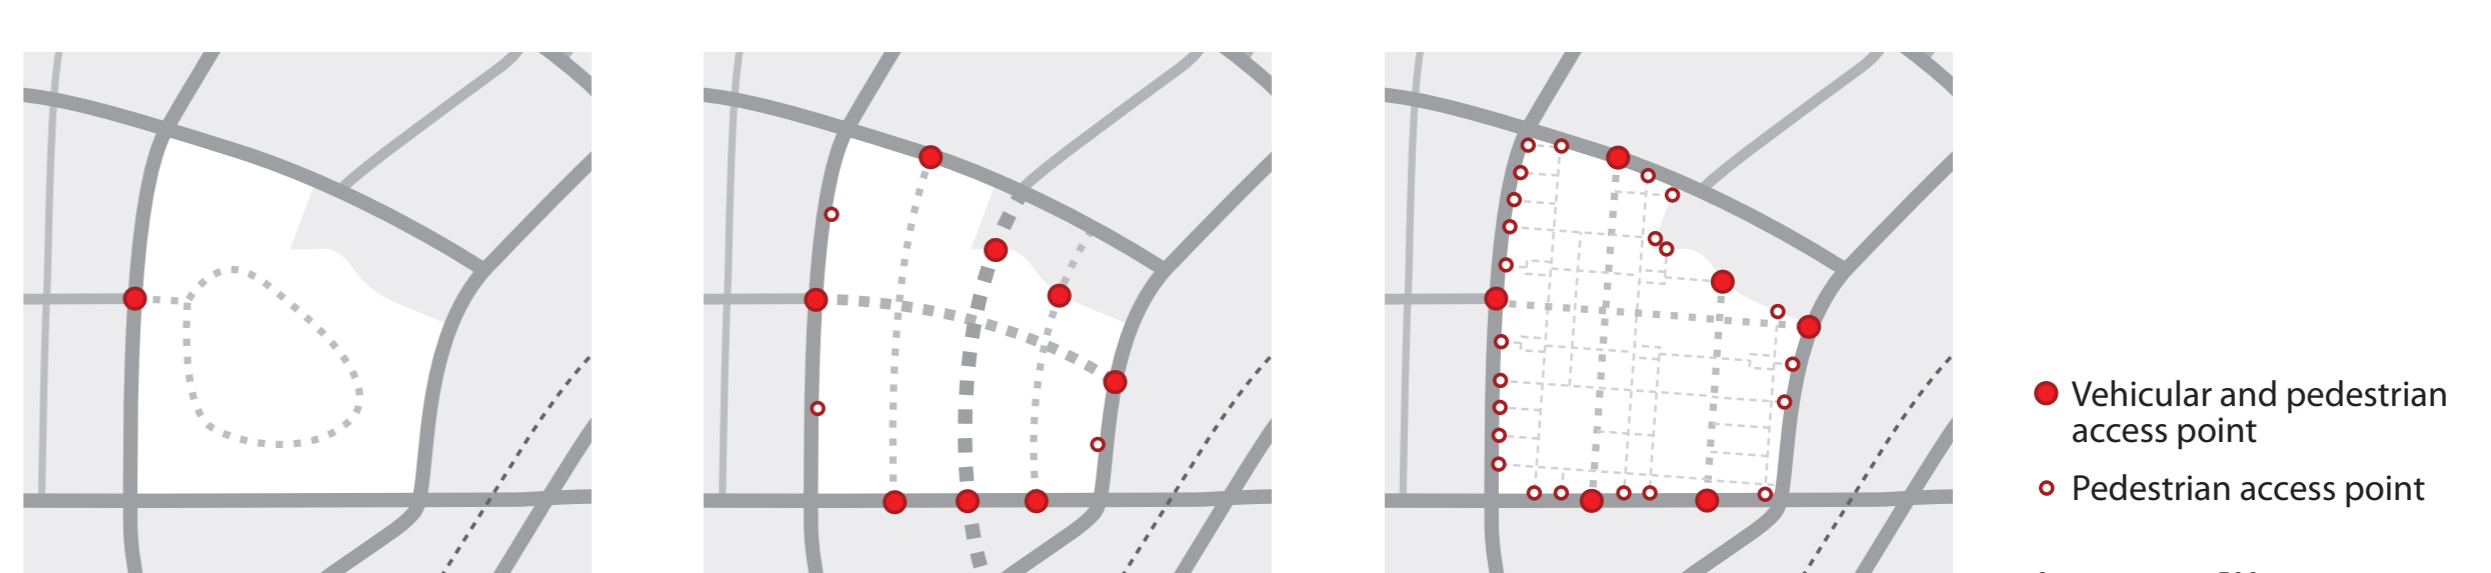 Vehicular and pedestrian
access point
Pedestrian access point